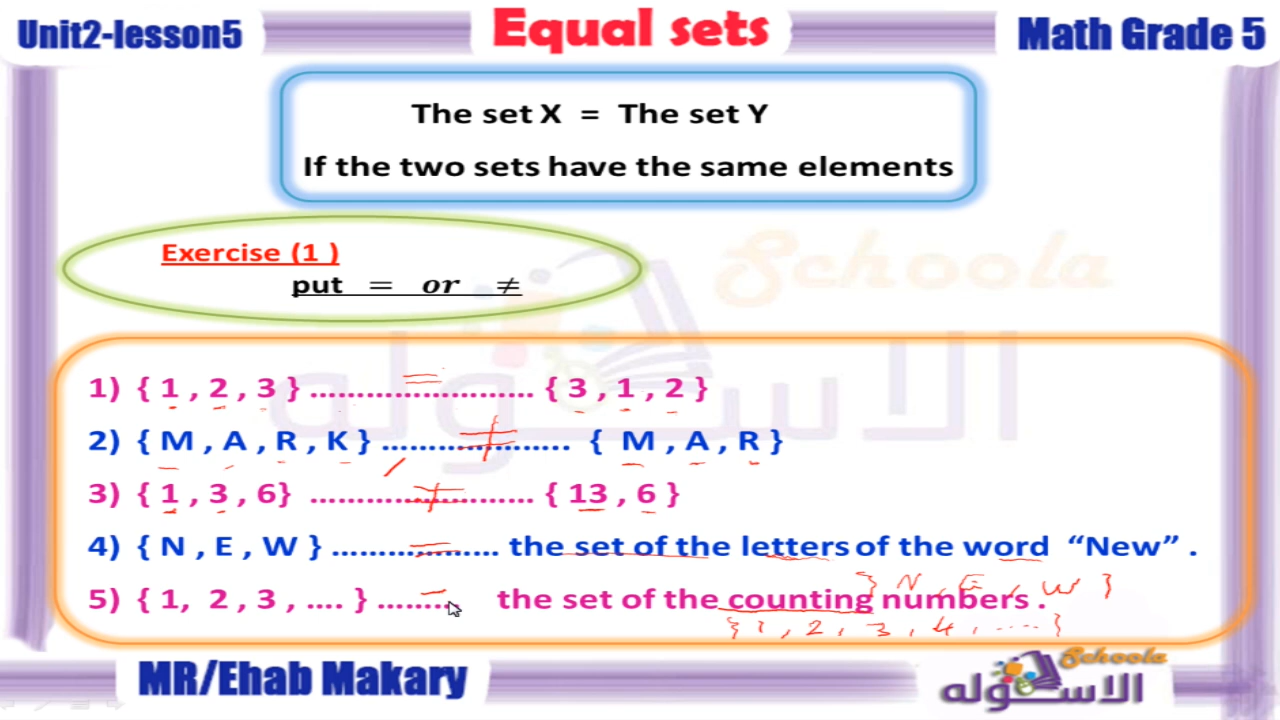 Unit2-lesson5
Equal sets
Math Grade 5
The set X = The set Y
If the two sets have the same elements
Exercise (1 )
put = or ≠
Schoola
الاسكوله
1) { 1 , 2 , 3 } ........................ = { 3 , 1 , 2 }
2) { M , A , R , K } .................... ≠ { M , A , R }
3) { 1 , 3 , 6} ........................ ≠ { 13 , 6 }
4) { N , E , W } .................. = the set of the letters of the word “New” .
{ N , E , W }
5) { 1, 2 , 3 , .... } ......... the set of the counting numbers .
{ 1 , 2 , 3 , 4 , ..... }
MR/Ehab Makary
Schoola
الاسكوله